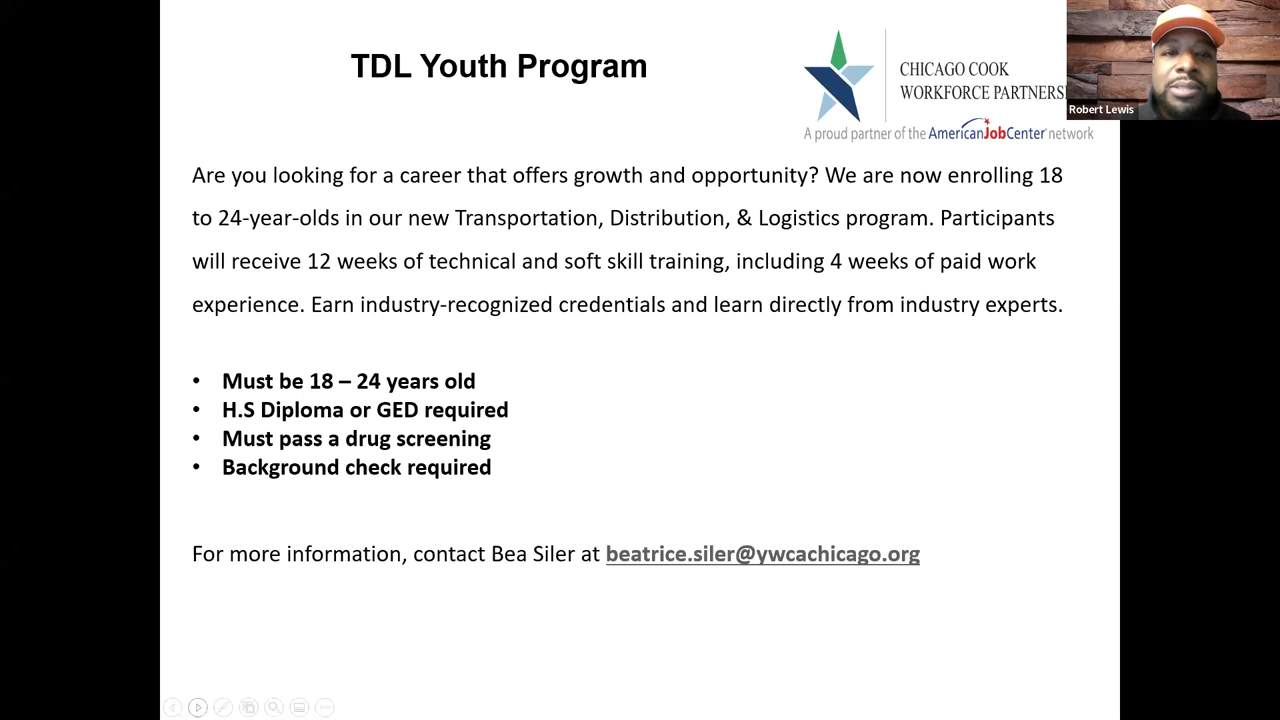 TDL Youth Program
CHICAGO COOK
WORKFORCE PARTNERS
A proud partner of the AmericanJobCenter network
Robert Lewis
Are you looking for a career that offers growth and opportunity? We are now enrolling 18
to 24-year-olds in our new Transportation, Distribution, & Logistics program. Participants
will receive 12 weeks of technical and soft skill training, including 4 weeks of paid work
experience. Earn industry-recognized credentials and learn directly from industry experts.
• Must be 18 – 24 years old
• H.S Diploma or GED required
• Must pass a drug screening
• Background check required
For more information, contact Bea Siler at beatrice.siler@ywcachicago.org